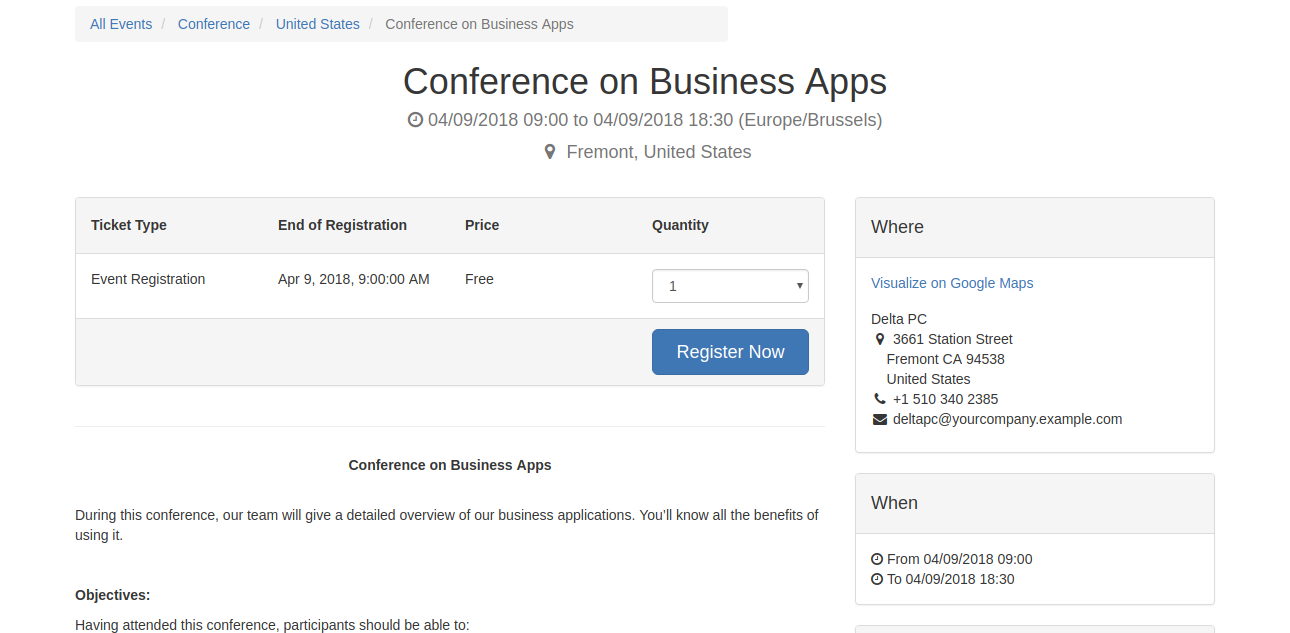 All Events / Conference / United States / Conference on Business Apps
Conference on Business Apps
04/09/2018 09:00 to 04/09/2018 18:30 (Europe/Brussels)
Fremont, United States
Ticket Type End of Registration Price Quantity
Event Registration Apr 9, 2018, 9:00:00 AM Free 1
Register Now
Conference on Business Apps
During this conference, our team will give a detailed overview of our business applications. You’ll know all the benefits of
using it.
Objectives:
Having attended this conference, participants should be able to:
Where
Visualize on Google Maps
Delta PC
3661 Station Street
Fremont CA 94538
United States
+1 510 340 2385
deltapc@yourcompany.example.com
When
From 04/09/2018 09:00
To 04/09/2018 18:30